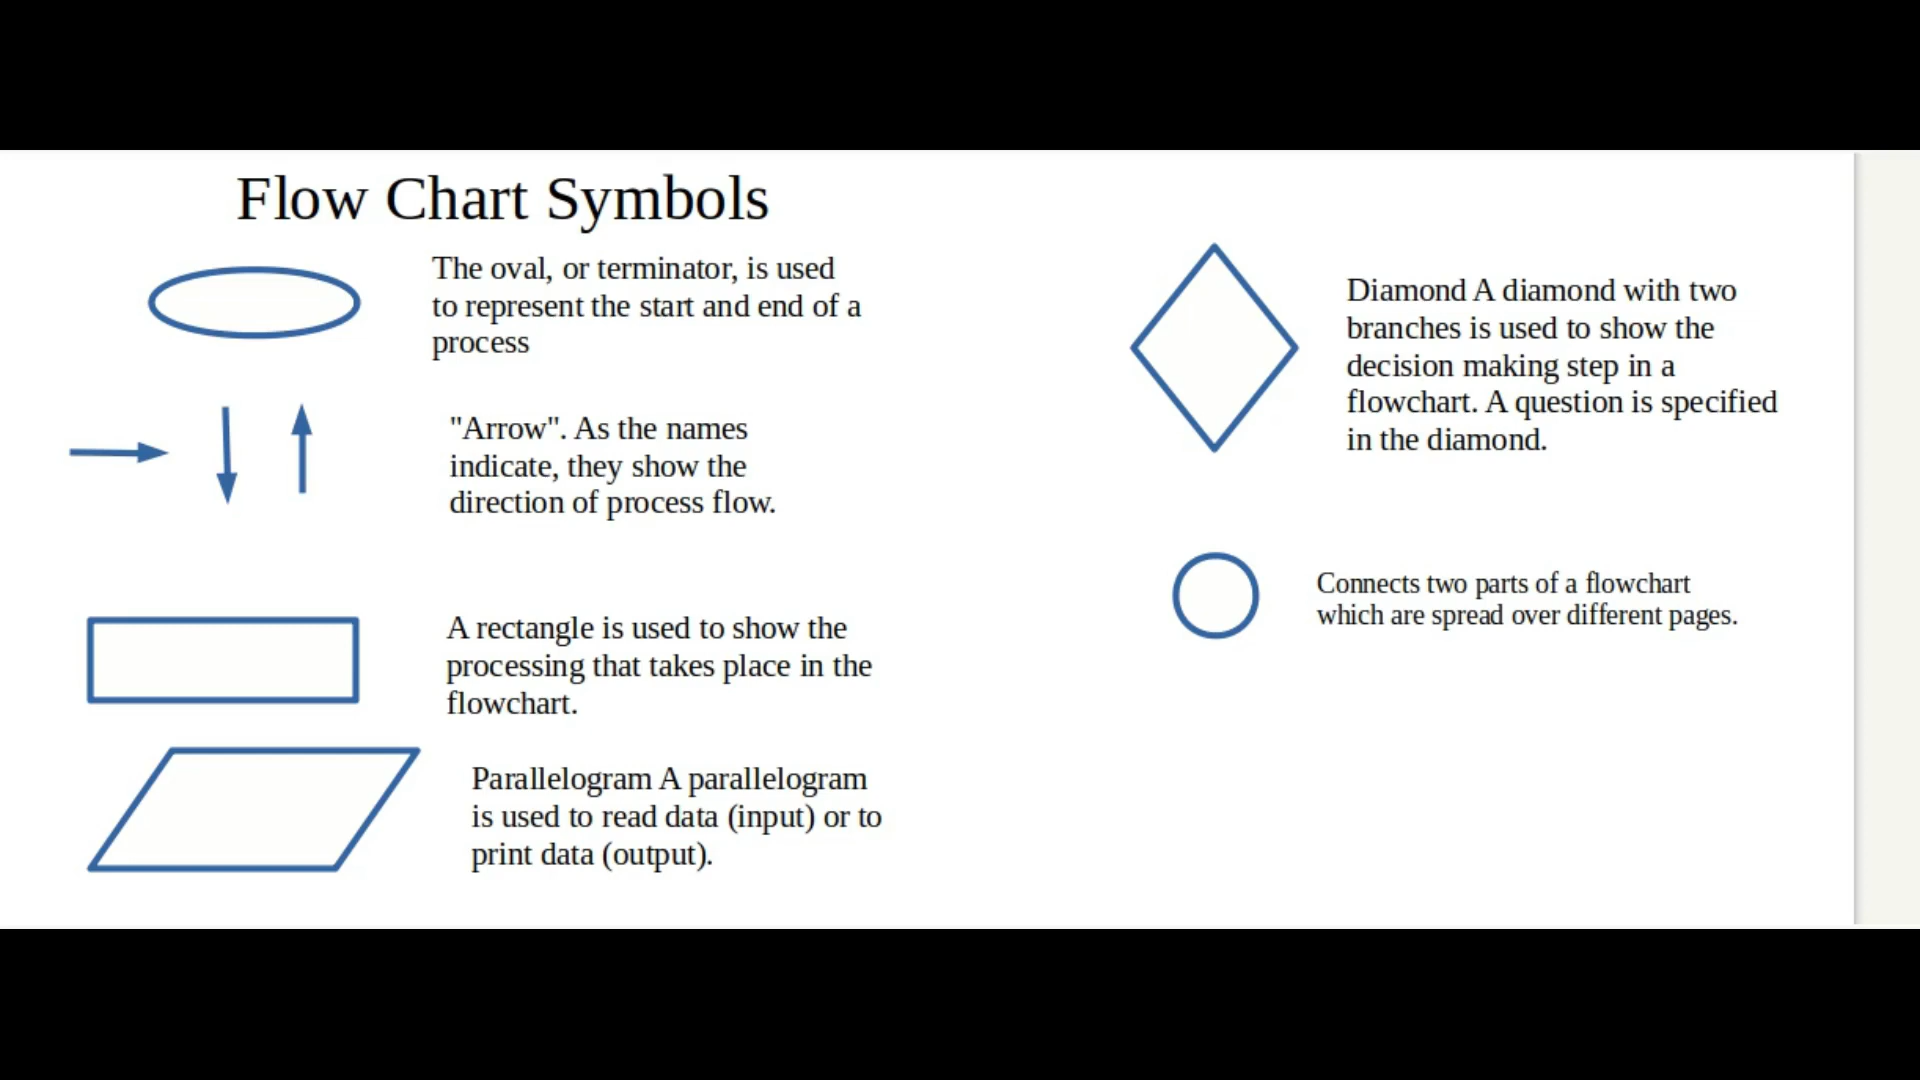 Flow Chart Symbols
The oval, or terminator, is used
to represent the start and end of a
process
"Arrow". As the names
indicate, they show the
direction of process flow.
A rectangle is used to show the
processing that takes place in the
flowchart.
Parallelogram A parallelogram
is used to read data (input) or to
print data (output).
Diamond A diamond with two
branches is used to show the
decision making step in a
flowchart. A question is specified
in the diamond.
Connects two parts of a flowchart
which are spread over different pages.